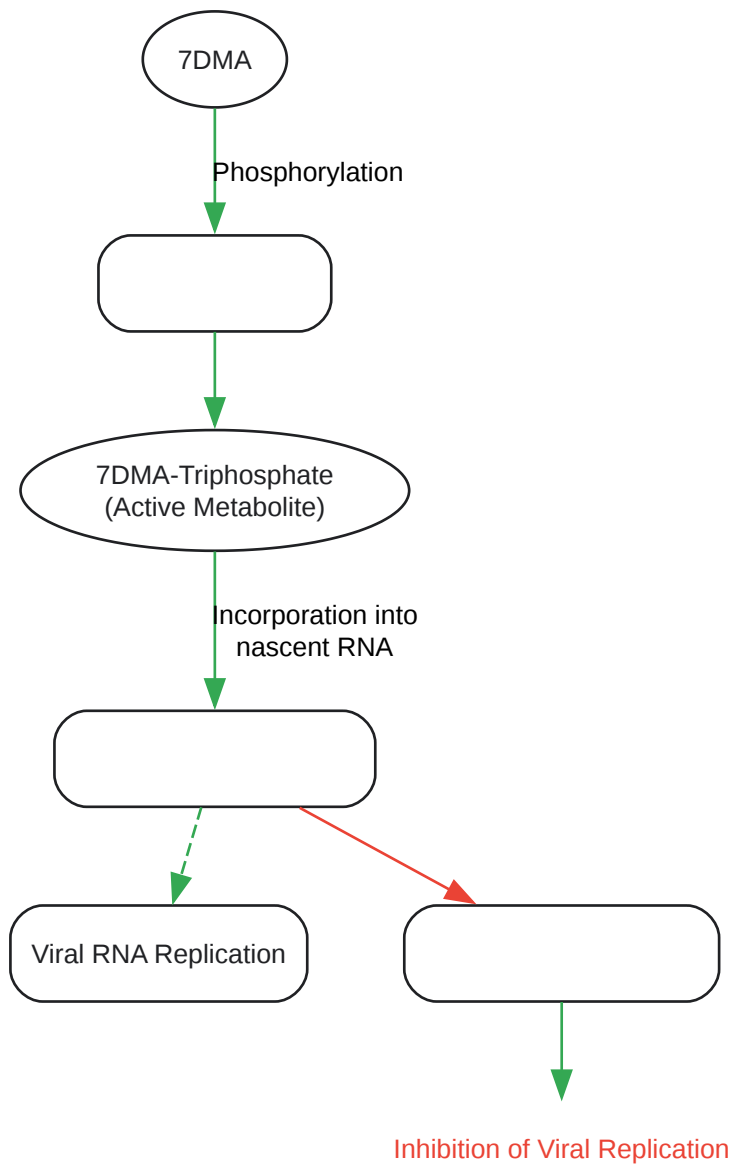 7DMA
Phosphorylation
7DMA-Triphosphate
(Active Metabolite)
Incorporation into
nascent RNA
Viral RNA Replication
Inhibition of Viral Replication